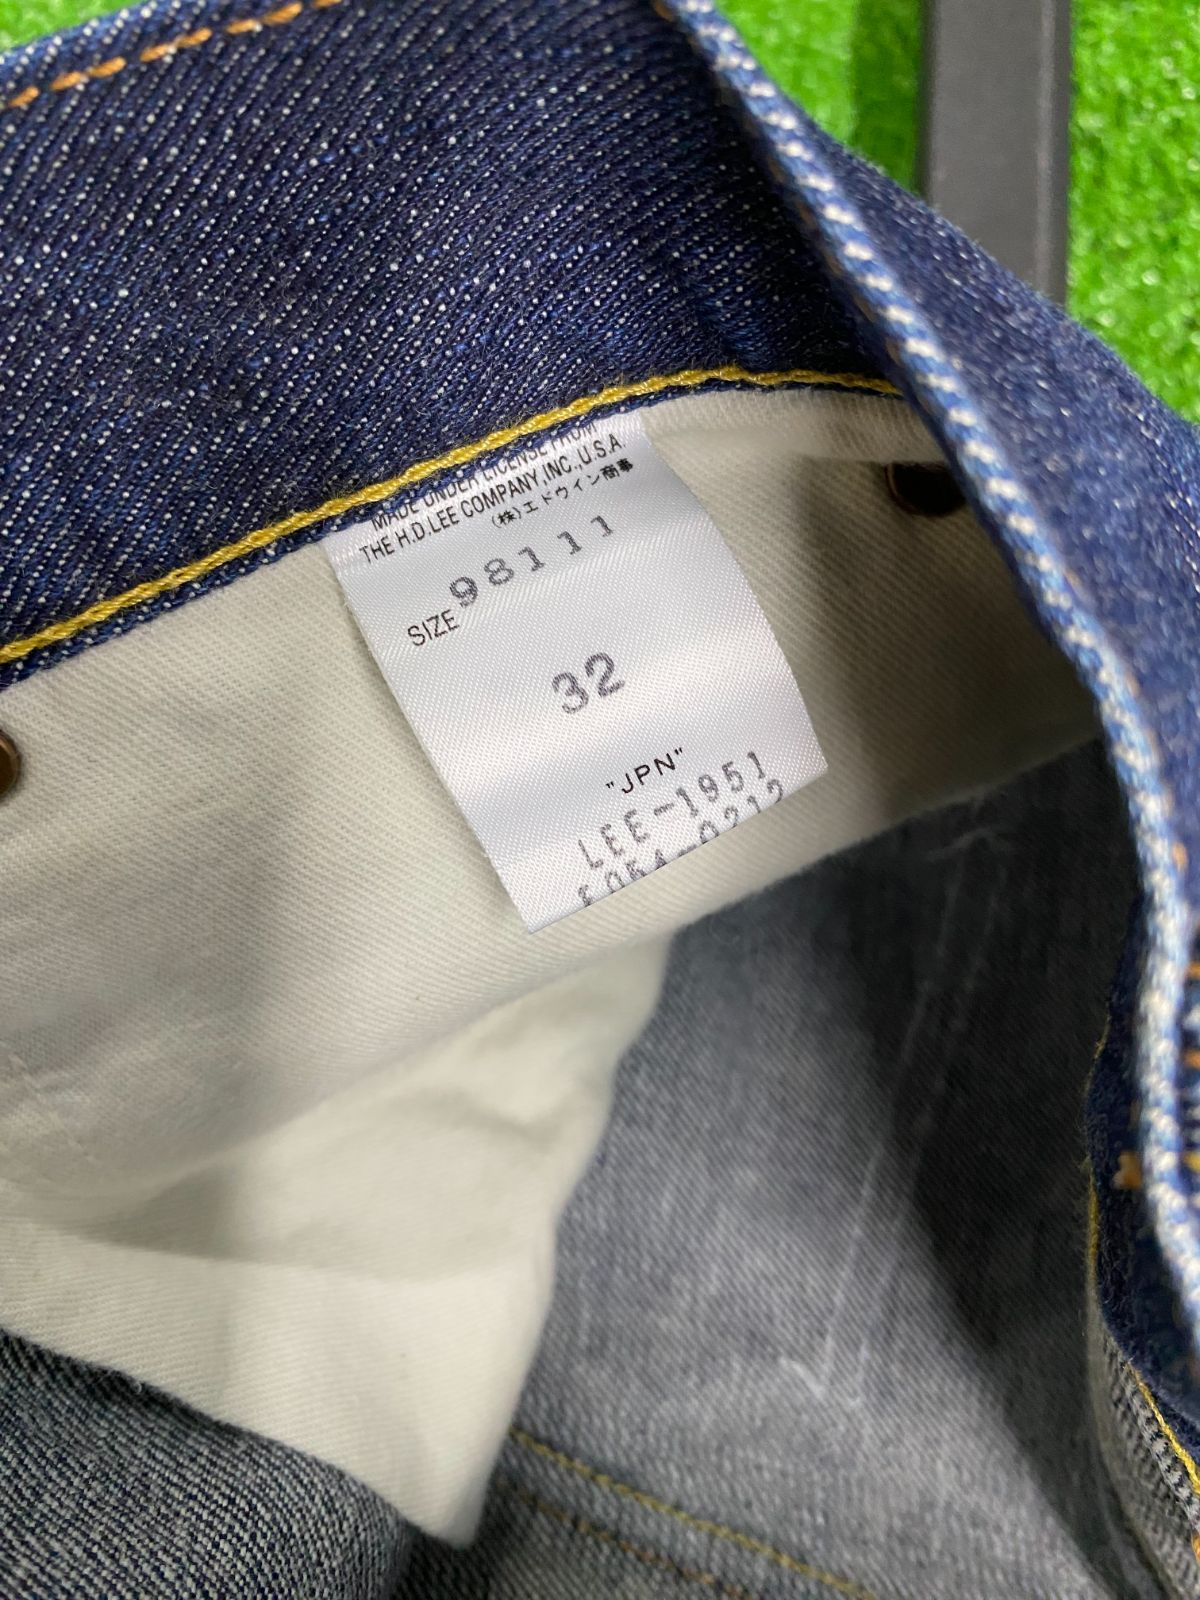 MADE UNDER LICENSE FROM
THE H.D.LEE COMPANY,INC.,U.S.A
(株)エドウイン商事
98111
SIZE
32
"JPN"
LEE-1951